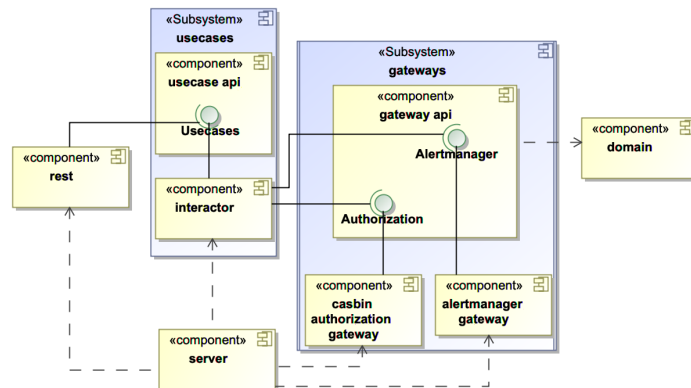 «Subsystem»
usecases
«component»
usecase api
Usecases
«component»
interactor
«component»
rest
«Subsystem»
gateways
«component»
gateway api
Alertmanager
Authorization
«component»
domain
«component»
casbin
authorization
gateway
«component»
alertmanager
gateway
«component»
server